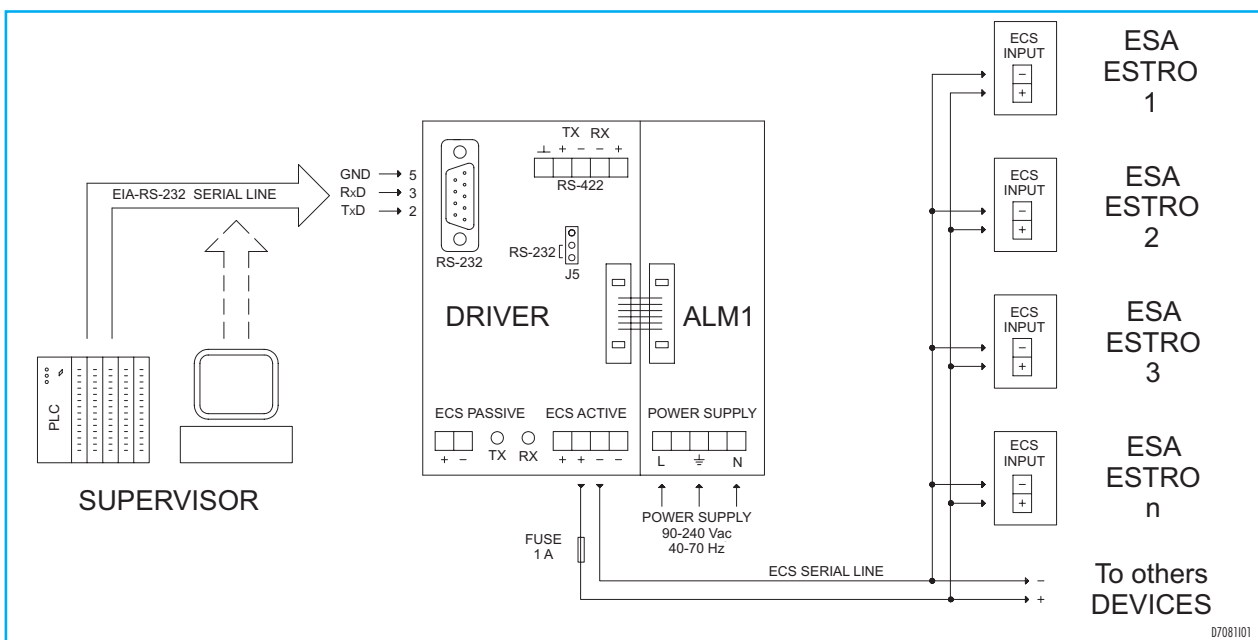 EIA-RS-232 SERIAL LINE
GND 5
RxD 3
TxD 2
PLC
SUPERVISOR
TX RX
⊥ + − − +
RS-422
RS-232
RS-232
J5
DRIVER
ALM1
ECS PASSIVE
+ −
TX RX
ECS ACTIVE
+ + − −
POWER SUPPLY
L ⏚ N
FUSE
1 A
POWER SUPPLY
90-240 Vac
40-70 Hz
ECS SERIAL LINE
ECS
INPUT
−
+
ESA
ESTRO
1
ECS
INPUT
−
+
ESA
ESTRO
2
ECS
INPUT
−
+
ESA
ESTRO
3
ECS
INPUT
−
+
ESA
ESTRO
n
−
+
To others
DEVICES
D7081I01